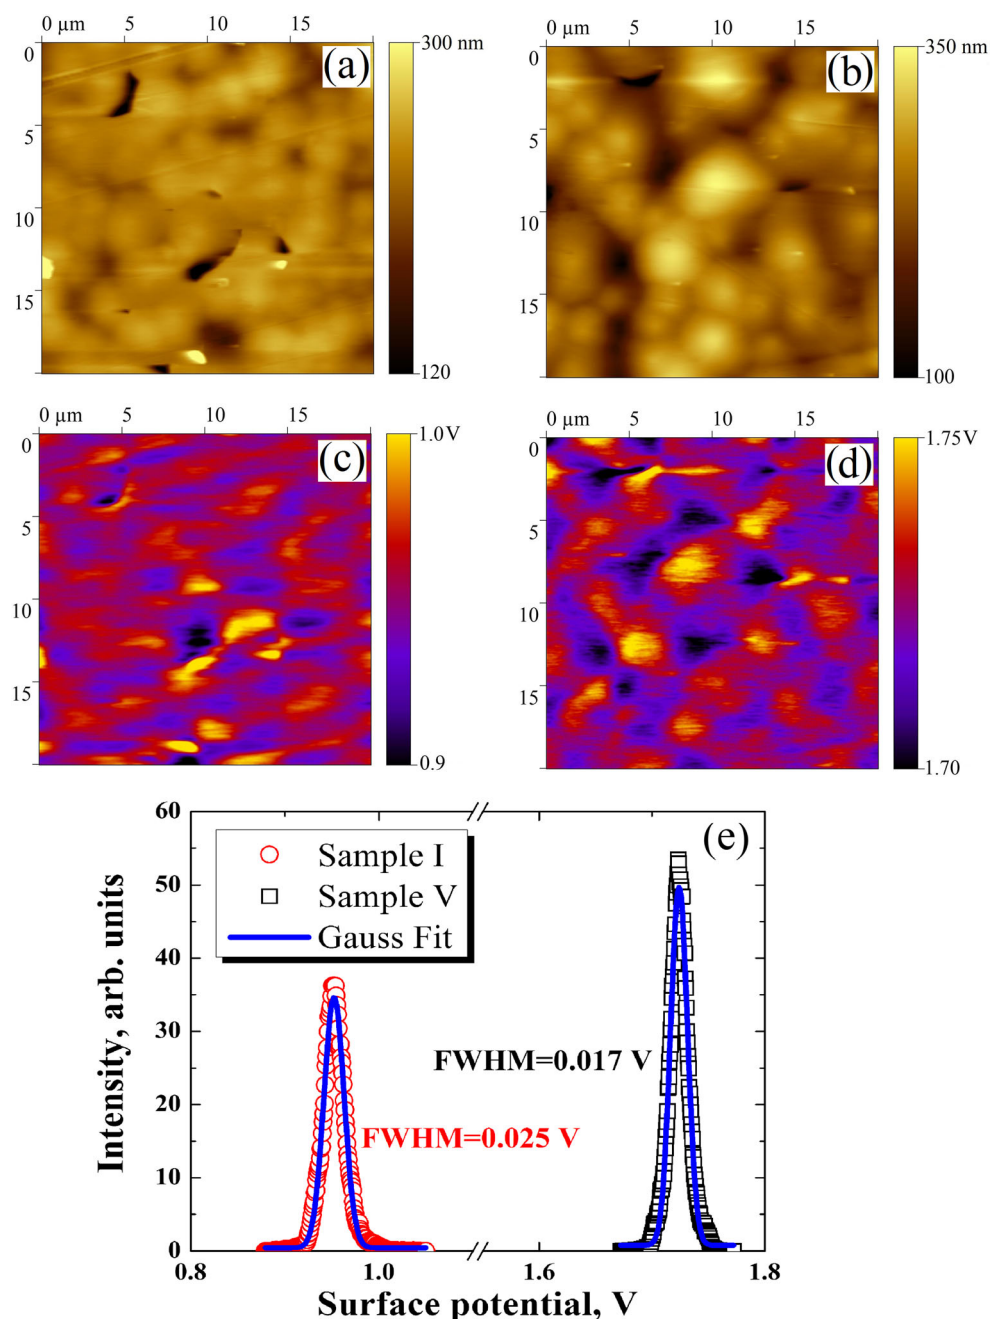 0 μm 5 10 15
0
5
10
15
(a)
300 nm
120
0 μm 5 10 15
0
5
10
15
(b)
350 nm
100
0 μm 5 10 15
0
5
10
15
(c)
1.0V
0.9
0 μm 5 10 15
0
5
10
15
(d)
1.75V
1.70
60
50
40
30
20
10
0
Intensity, arb. units
Sample I
Sample V
Gauss Fit
(e)
FWHM=0.017 V
FWHM=0.025 V
0.8 1.0 1.6 1.8
Surface potential, V